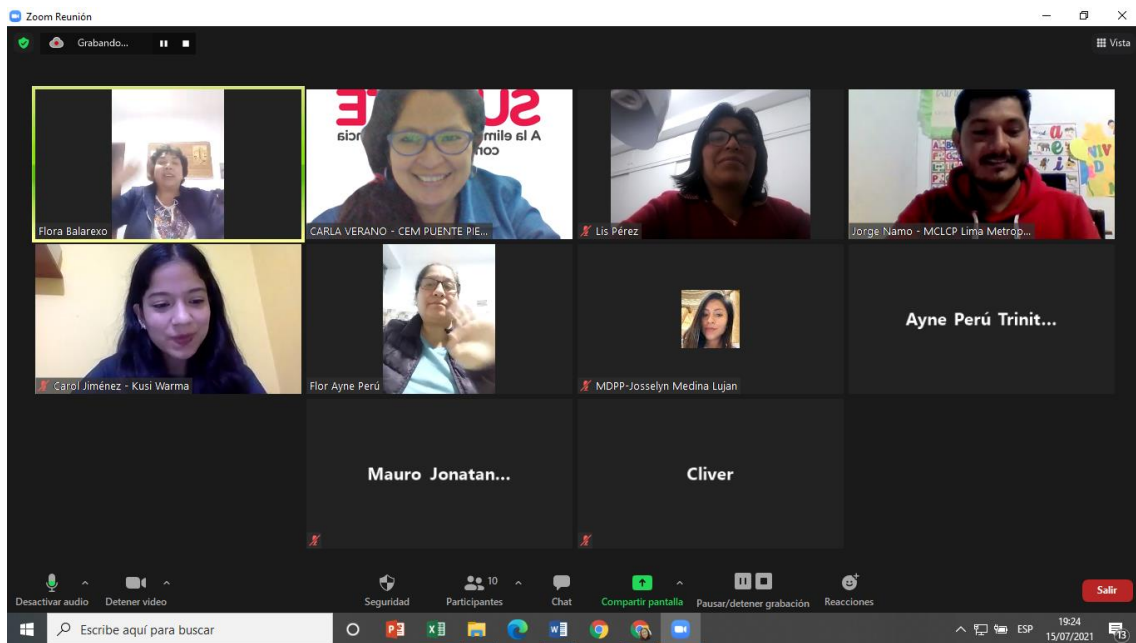 Zoom Reunión
Grabando...
Vista
Flora Balarexo
CARLA VERANO - CEM PUENTE PIE...
Lis Pérez
Jorge Namo - MCLCP Lima Metrop...
Carol Jiménez - Kusi Warma
Flor Ayne Perú
MDPP-Josselyn Medina Lujan
Ayne Perú Trinit...
Mauro Jonatan...
Cliver
Desactivar audio
Detener video
Seguridad
10
Participantes
Chat
Compartir pantalla
Pausar/detener grabación
Reacciones
Salir
Escribe aquí para buscar
ESP
19:24
15/07/2021